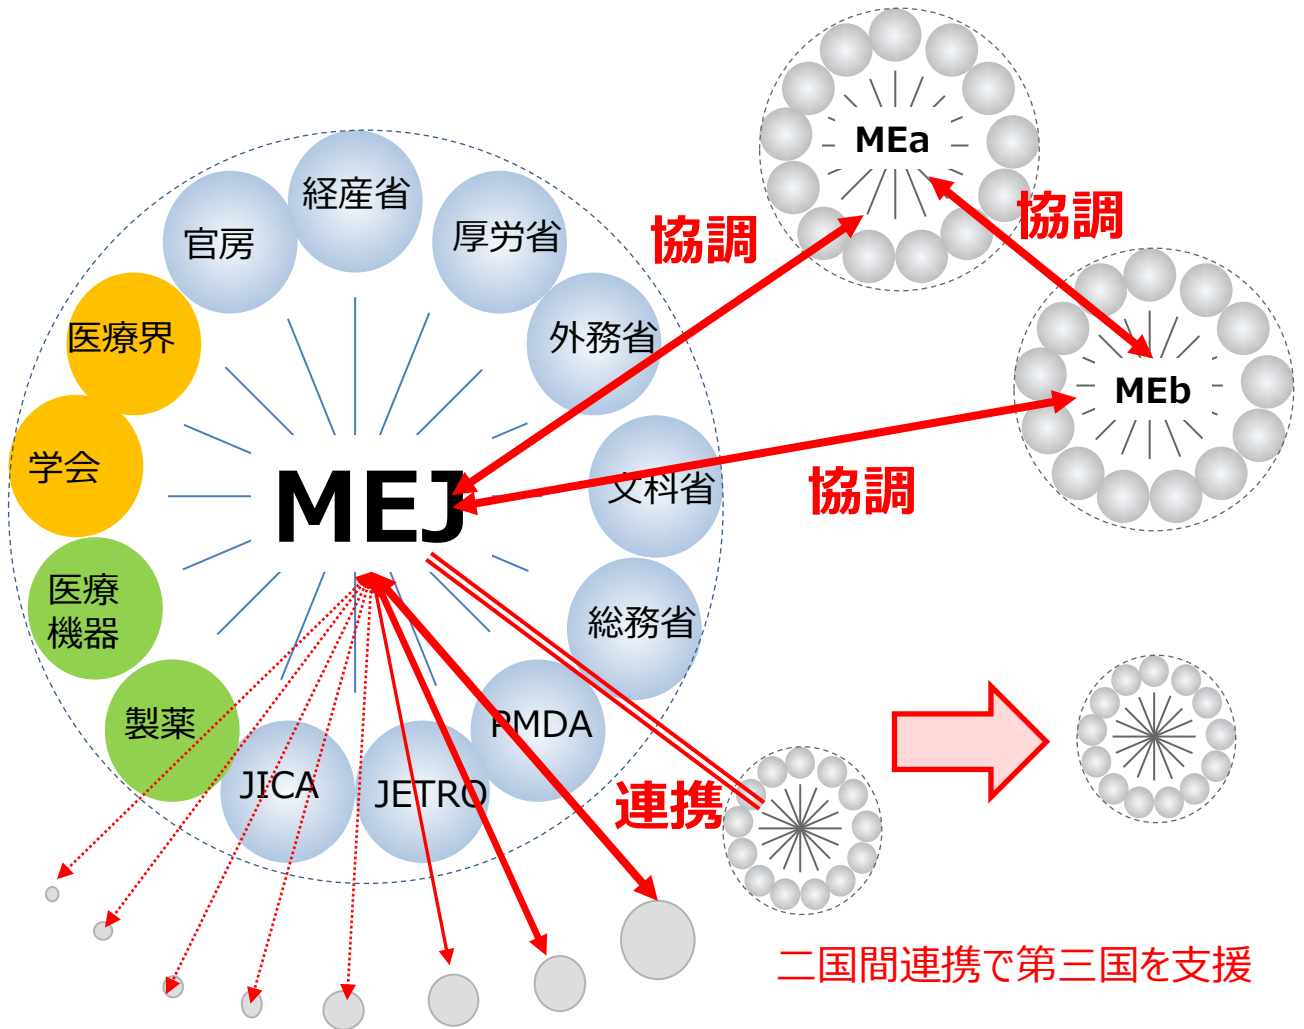 MEa
経産省
官房
厚労省
協調
協調
医療界
外務省
MEb
学会
MEJ
文科省
協調
医療
機器
総務省
製薬
PMDA
JICA
JETRO
連携
二国間連携で第三国を支援